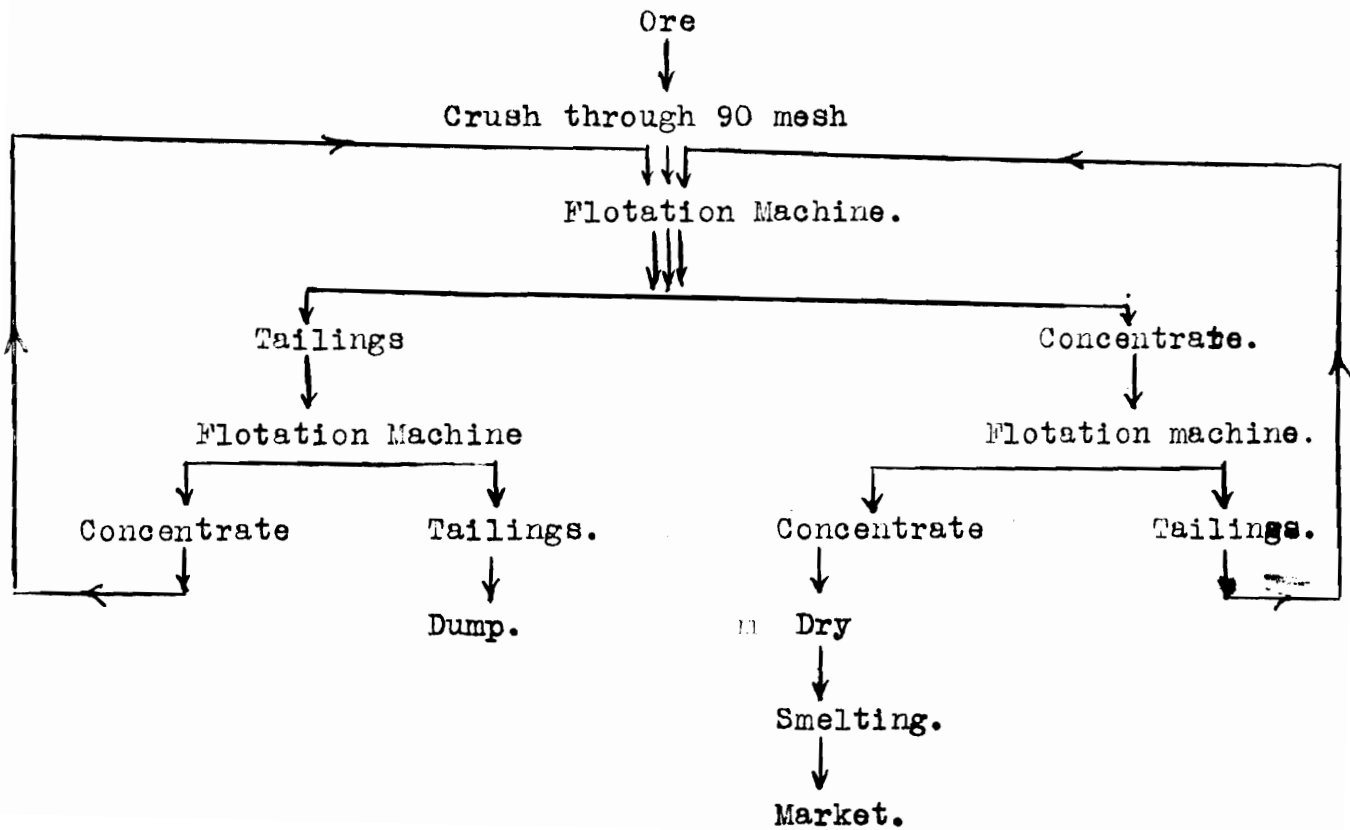 Ore
Crush through 90 mesh
Flotation Machine.
Tailings
Concentrate.
Flotation Machine
Flotation machine.
Concentrate
Tailings.
Concentrate
Tailings.
Dump.
Dry
Smelting.
Market.